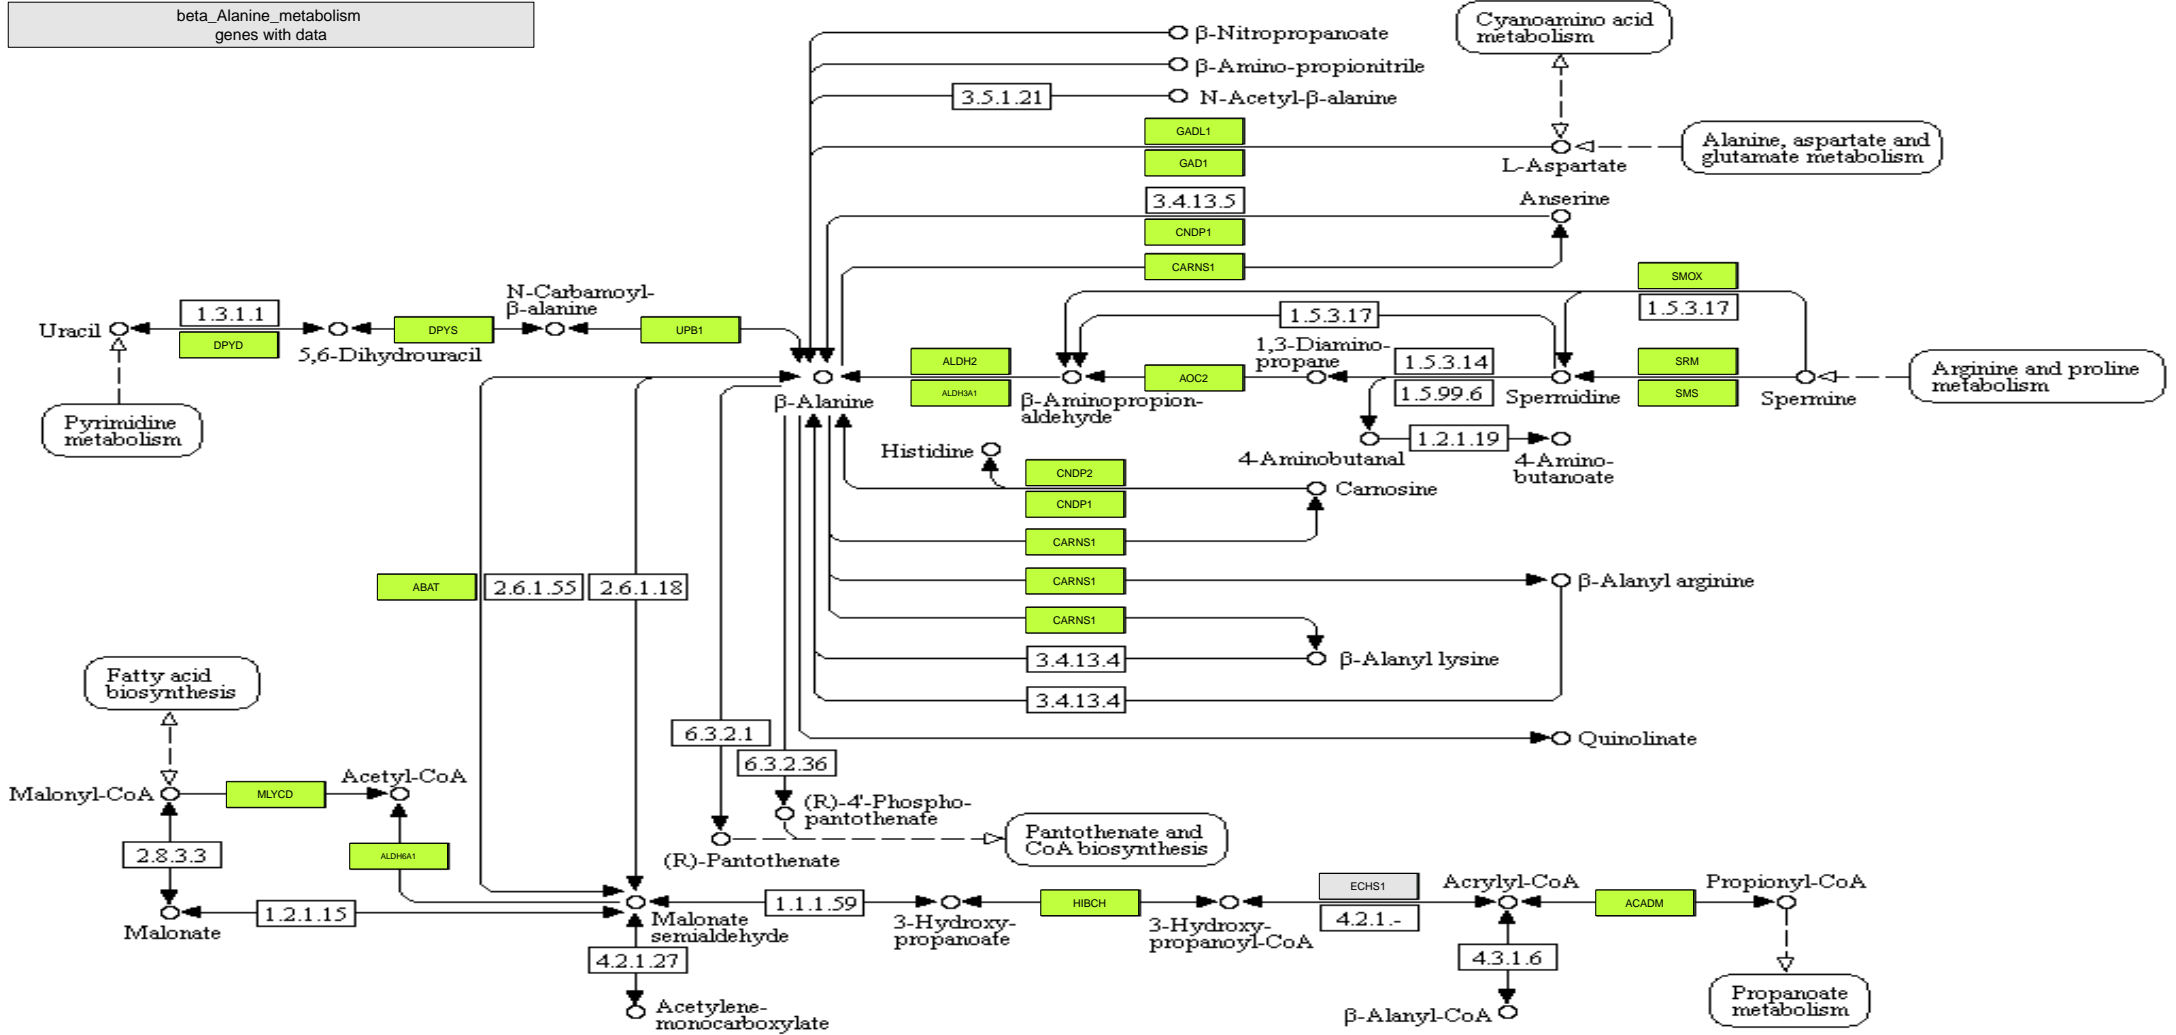 beta_Alanine_metabolism
genes with data
β-Nitropropanoate
β-Amino-propionitrile
3.5.1.21
N-Acetyl-β-alanine
Cyanoamino acid
metabolism
GADL1
GAD1
L-Aspartate
Alanine, aspartate and
glutamate metabolism
3.4.13.5
CNDP1
CARNS1
Anserine
Uracil
1.3.1.1
DPYD
5,6-Dihydrouracil
DPYS
N-Carbamoyl-
β-alanine
UPB1
Pyrimidine
metabolism
β-Alanine
ALDH2
ALDH3A1
β-Aminopropion-
aldehyde
AOC2
1,3-Diamino-
propane
1.5.3.17
1.5.3.14
1.5.99.6
SMOX
1.5.3.17
Spermidine
SRM
SMS
Spermine
Arginine and proline
metabolism
4-Aminobutanal
1.2.1.19
4-Amino-
butanoate
Histidine
CNDP2
CNDP1
Carnosine
CARNS1
CARNS1
β-Alanyl arginine
CARNS1
3.4.13.4
β-Alanyl lysine
3.4.13.4
ABAT
2.6.1.55
2.6.1.18
6.3.2.1
6.3.2.36
Quinolinate
Fatty acid
biosynthesis
Malonyl-CoA
MLYCD
Acetyl-CoA
2.8.3.3
ALDH6A1
(R)-4'-Phospho-
pantothenate
(R)-Pantothenate
Pantothenate and
CoA biosynthesis
Malonate
1.2.1.15
Malonate
semialdehyde
1.1.1.59
3-Hydroxy-
propanoate
HIBCH
3-Hydroxy-
propanoyl-CoA
ECHS1
4.2.1.-
Acrylyl-CoA
ACADM
Propionyl-CoA
4.2.1.27
Acetylene-
monocarboxylate
4.3.1.6
β-Alanyl-CoA
Propanoate
metabolism